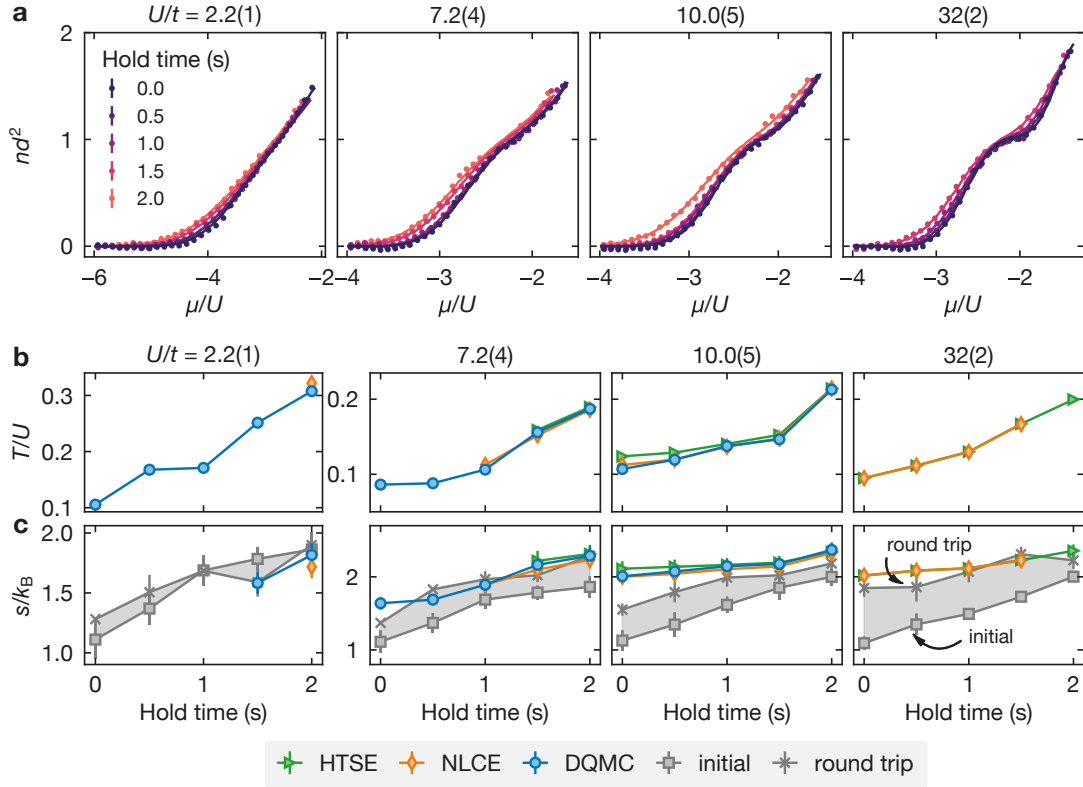 a
U/t = 2.2(1) 7.2(4) 10.0(5) 32(2)
nd²
2
1
0
Hold time (s)
0.0
0.5
1.0
1.5
2.0
−6 −4 −2 −4 −3 −2 −4 −3 −2 −4 −3 −2
μ/U μ/U μ/U μ/U
b
U/t = 2.2(1) 7.2(4) 10.0(5) 32(2)
T/U
0.3
0.2
0.1
0.2
0.1
c
s/kB
2.0
1.5
1.0
2
1
round trip
initial
0 1 2 0 1 2 0 1 2 0 1 2
Hold time (s) Hold time (s) Hold time (s) Hold time (s)
HTSE NLCE DQMC initial round trip